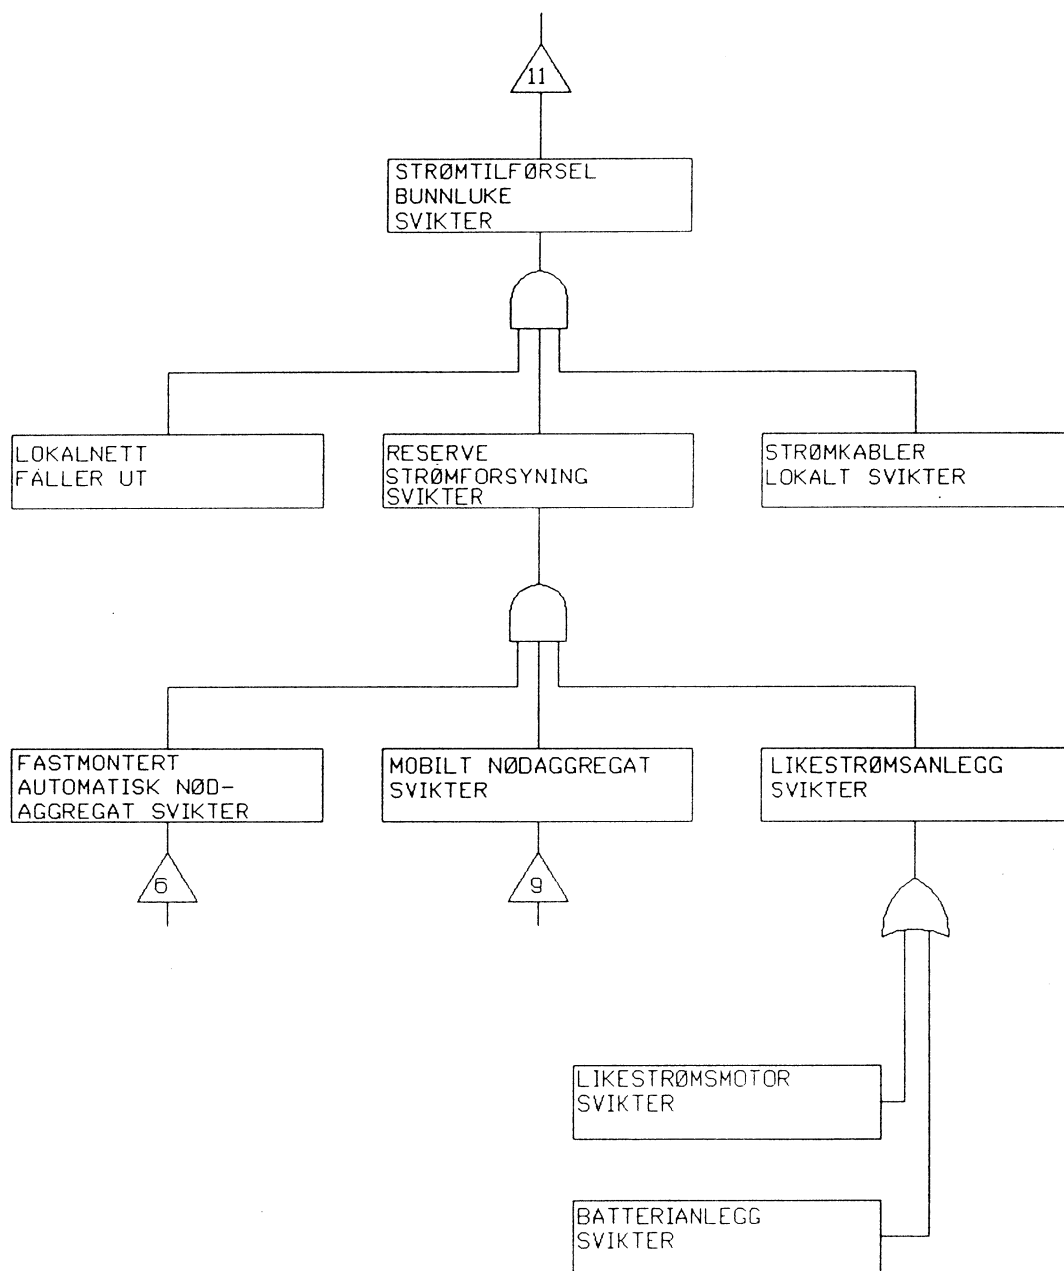 11
STRØMTILFØRSEL
BUNNLUKE
SVIKTER
LOKALNETT
FALLER UT
RESERVE
STRØMFORSYNING
SVIKTER
STRØMKABLER
LOKALT SVIKTER
FASTMONTERT
AUTOMATISK NØD-
AGGREGAT SVIKTER
MOBILT NØDAGGREGAT
SVIKTER
LIKESTRØMSANLEGG
SVIKTER
6
9
LIKESTRØMSMOTOR
SVIKTER
BATTERIANLEGG
SVIKTER